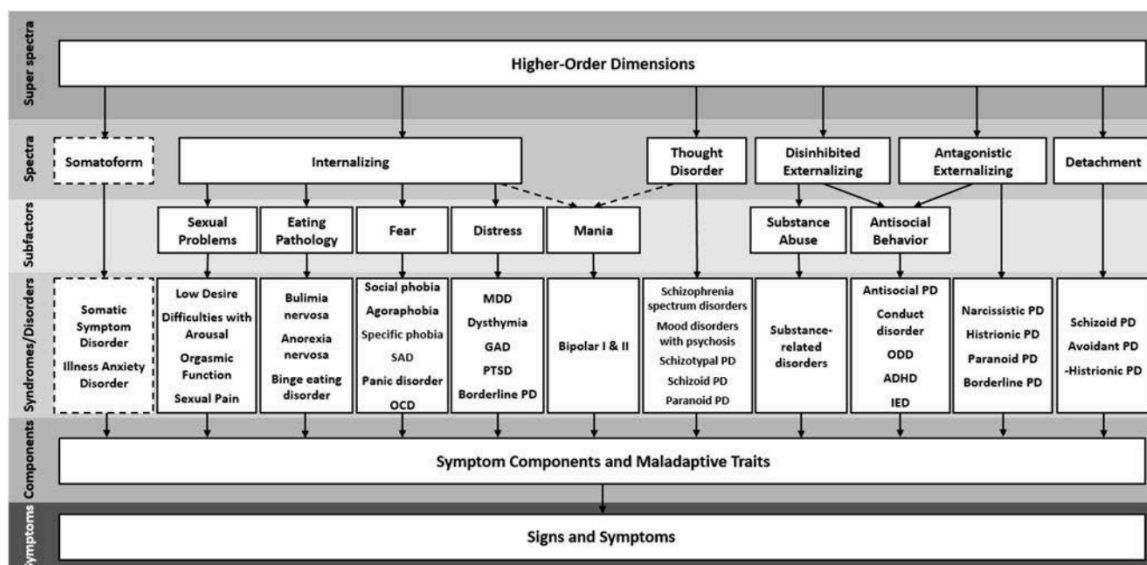 Super spectra
Higher-Order Dimensions
Spectra
Somatoform
Internalizing
Thought
Disorder
Disinhibited
Externalizing
Antagonistic
Externalizing
Detachment
Subfactors
Sexual
Problems
Eating
Pathology
Fear
Distress
Mania
Substance
Abuse
Antisocial
Behavior
Syndromes/Disorders
Somatic
Symptom
Disorder
Illness Anxiety
Disorder
Low Desire
Difficulties with
Arousal
Orgasmic
Function
Sexual Pain
Bulimia
nervosa
Anorexia
nervosa
Binge eating
disorder
Social phobia
Agoraphobia
Specific phobia
SAD
Panic disorder
OCD
MDD
Dysthymia
GAD
PTSD
Borderline PD
Bipolar I & II
Schizophrenia
spectrum disorders
Mood disorders
with psychosis
Schizotypal PD
Schizoid PD
Paranoid PD
Substance-
related
disorders
Antisocial PD
Conduct
disorder
ODD
ADHD
IED
Narcissistic PD
Histrionic PD
Paranoid PD
Borderline PD
Schizoid PD
Avoidant PD
-Histrionic PD
Components
Symptom Components and Maladaptive Traits
Symptoms
Signs and Symptoms